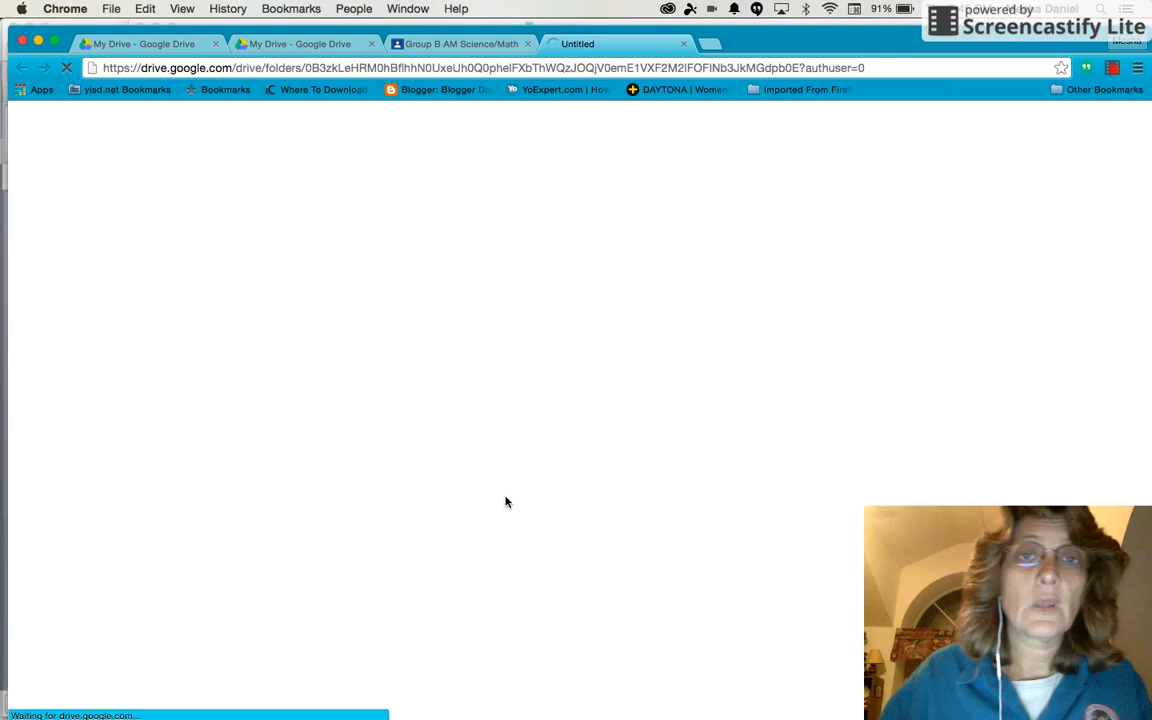 Chrome File Edit View History Bookmarks People Window Help 91% Daniel
powered by
Screencastify Lite
My Drive - Google Drive My Drive - Google Drive Group B AM Science/Math Untitled
https://drive.google.com/drive/folders/
Apps yisd.net Bookmarks Bookmarks Where To Download Blogger: Blogger Da YoExpert.com | How DAYTONA | Women Imported From Firef Other Bookmarks
Waiting for drive.google.com...